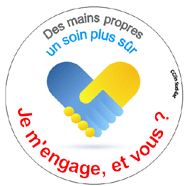 Des mains propres
un soin plus sûr
Je m'engage, et vous ?